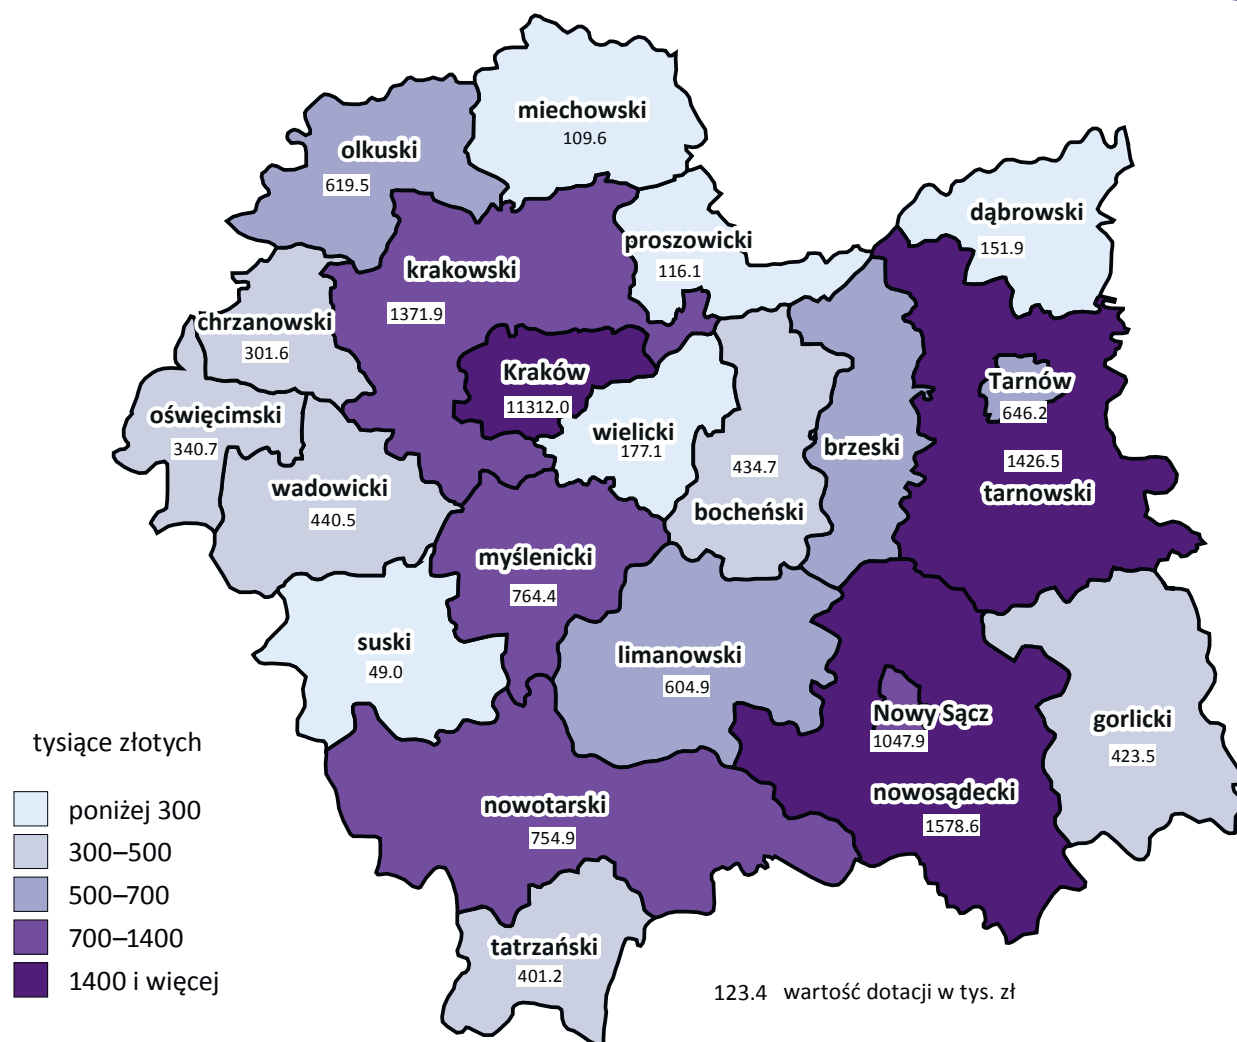 miechowski
109.6
olkuski
619.5
dąbrowski
151.9
proszowicki
116.1
krakowski
1371.9
chrzanowski
301.6
Kraków
11312.0
Tarnów
646.2
oświęcimski
340.7
wielicki
177.1
brzeski
434.7
bocheński
1426.5
tarnowski
wadowicki
440.5
myślenicki
764.4
suski
49.0
limanowski
604.9
Nowy Sącz
1047.9
gorlicki
423.5
nowosądecki
1578.6
nowotarski
754.9
tatrzański
401.2
tysiące złotych
poniżej 300
300–500
500–700
700–1400
1400 i więcej
123.4 wartość dotacji w tys. zł